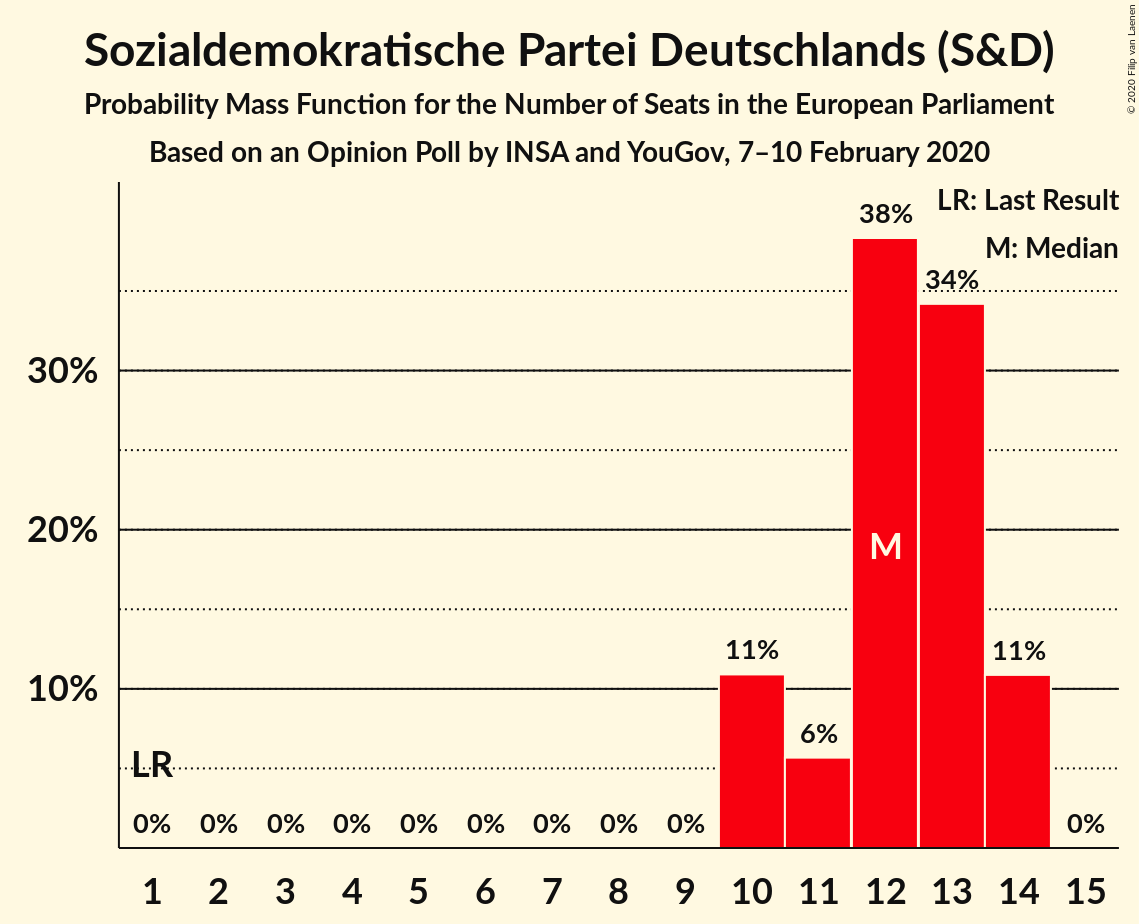 Sozialdemokratische Partei Deutschlands (S&D)
Probability Mass Function for the Number of Seats in the European Parliament
Based on an Opinion Poll by INSA and YouGov, 7–10 February 2020
© 2020 Filip van Laenen
LR: Last Result
M: Median
38%
34%
30%
20%
M
11%
11%
10%
6%
LR
0% 0% 0% 0% 0% 0% 0% 0% 0% 0%
1 2 3 4 5 6 7 8 9 10 11 12 13 14 15